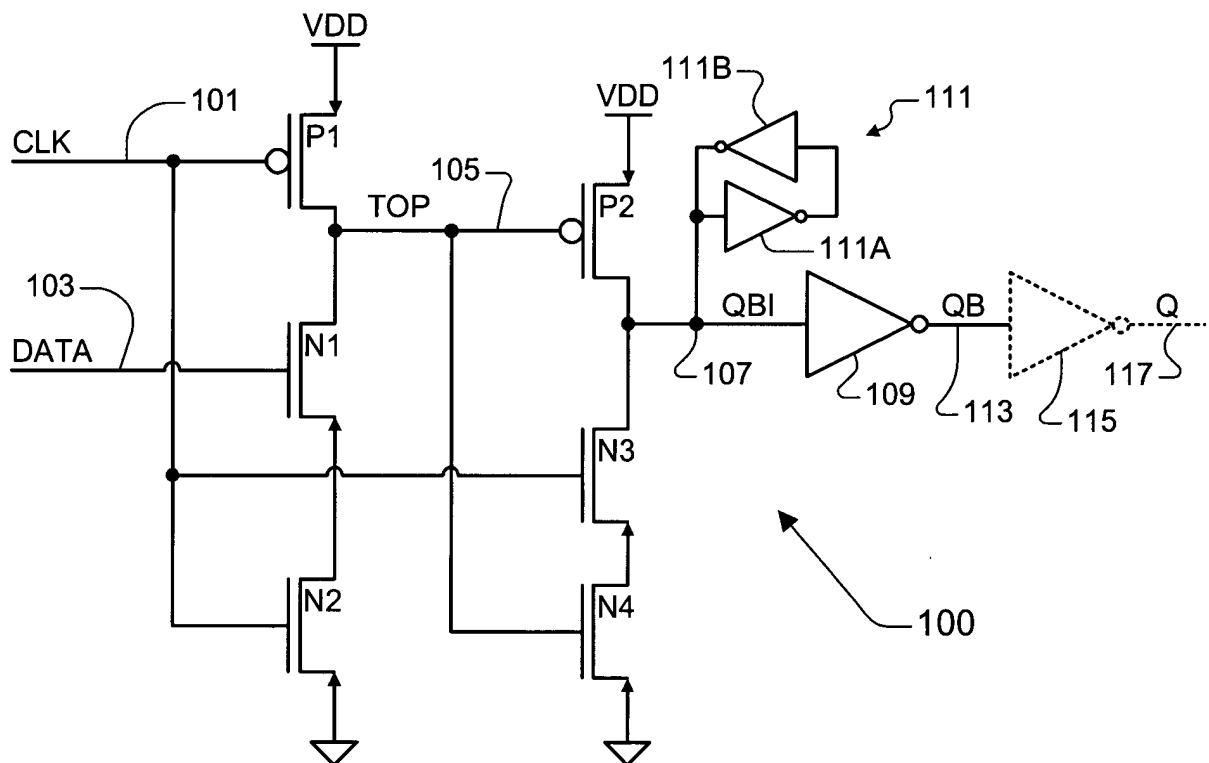 VDD
111B
111
101
VDD
CLK
P1
105
P2
TOP
111A
103
QBI
QB
Q
N1
DATA
107
109
113
115
117
N3
N2
N4
100